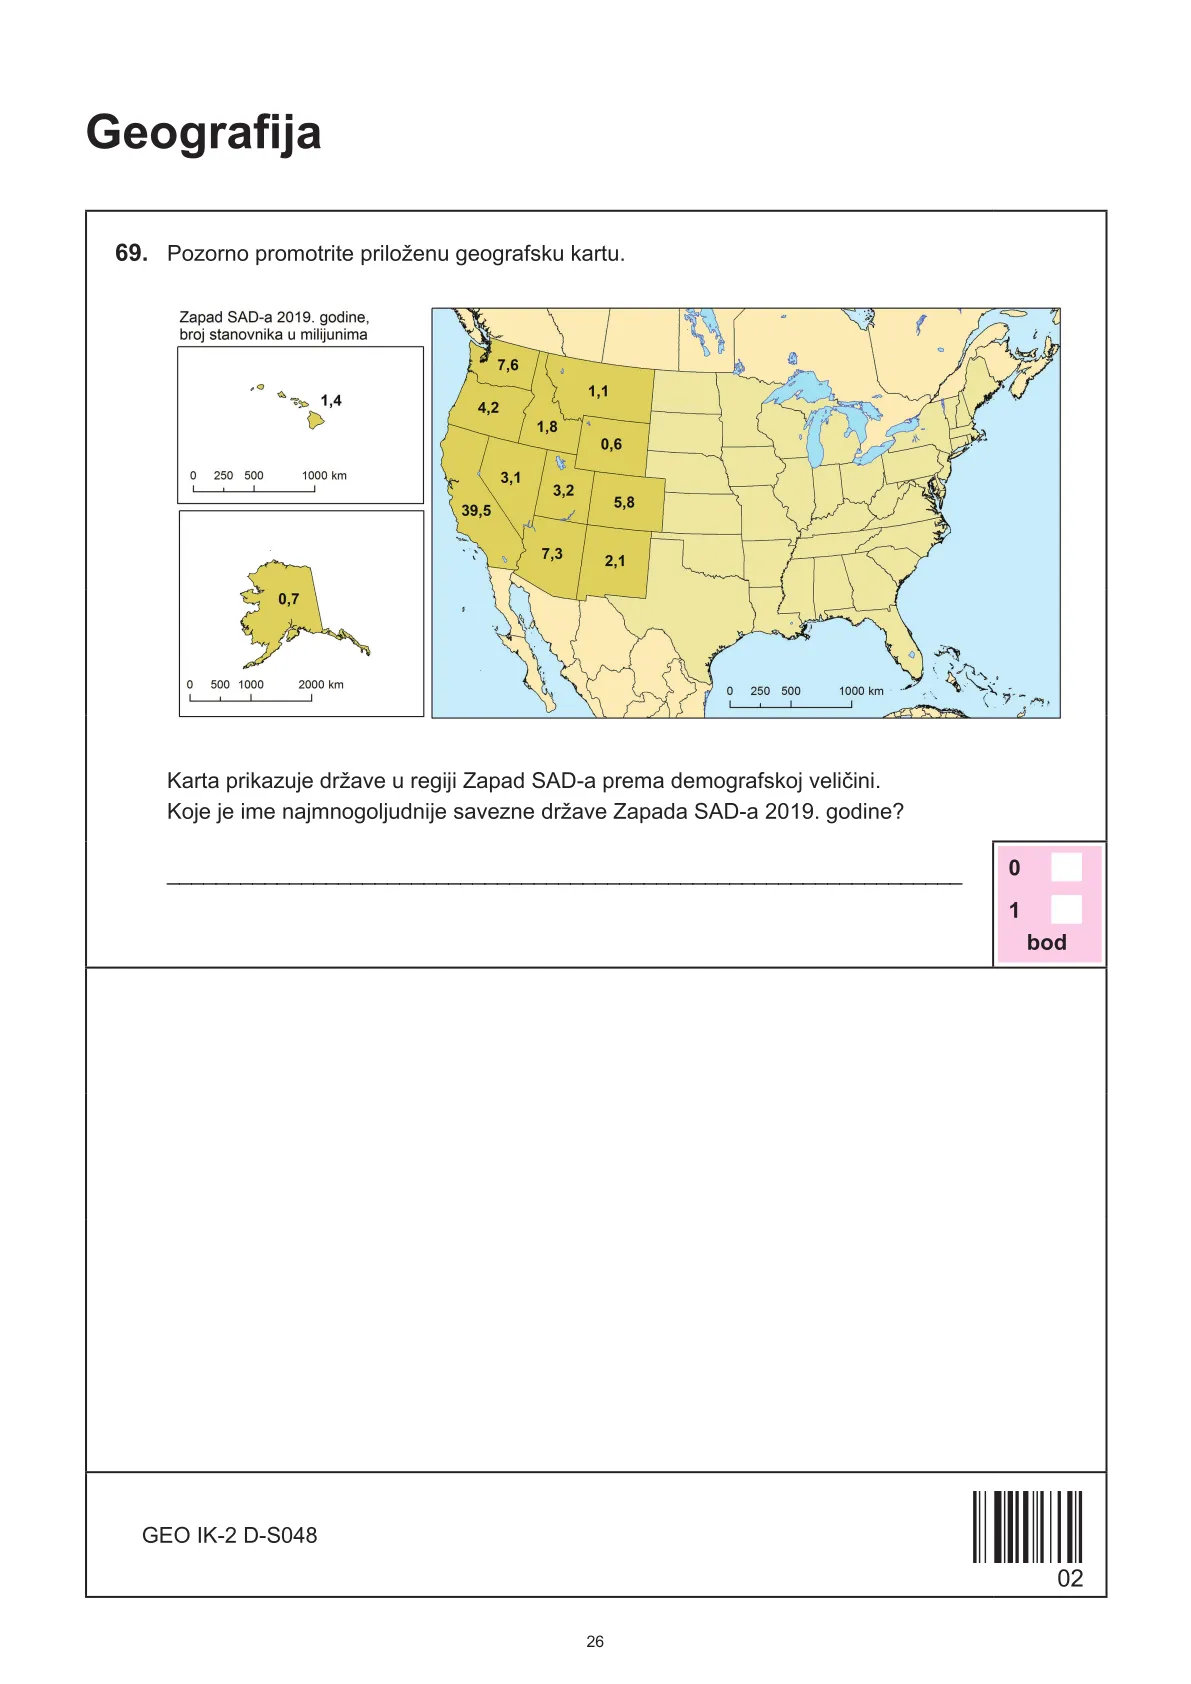 Geografija
69. Pozorno promotrite priloženu geografsku kartu.
Zapad SAD-a 2019. godine,
broj stanovnika u milijunima
1,4
0 250 500 1000 km
0,7
0 500 1000 2000 km
7,6
1,1
4,2
1,8
0,6
3,1
3,2
5,8
39,5
7,3
2,1
0 250 500 1000 km
Karta prikazuje države u regiji Zapad SAD-a prema demografskoj veličini.
Koje je ime najmnogoljudnije savezne države Zapada SAD-a 2019. godine?
0
1
bod
GEO IK-2 D-S048
02
26